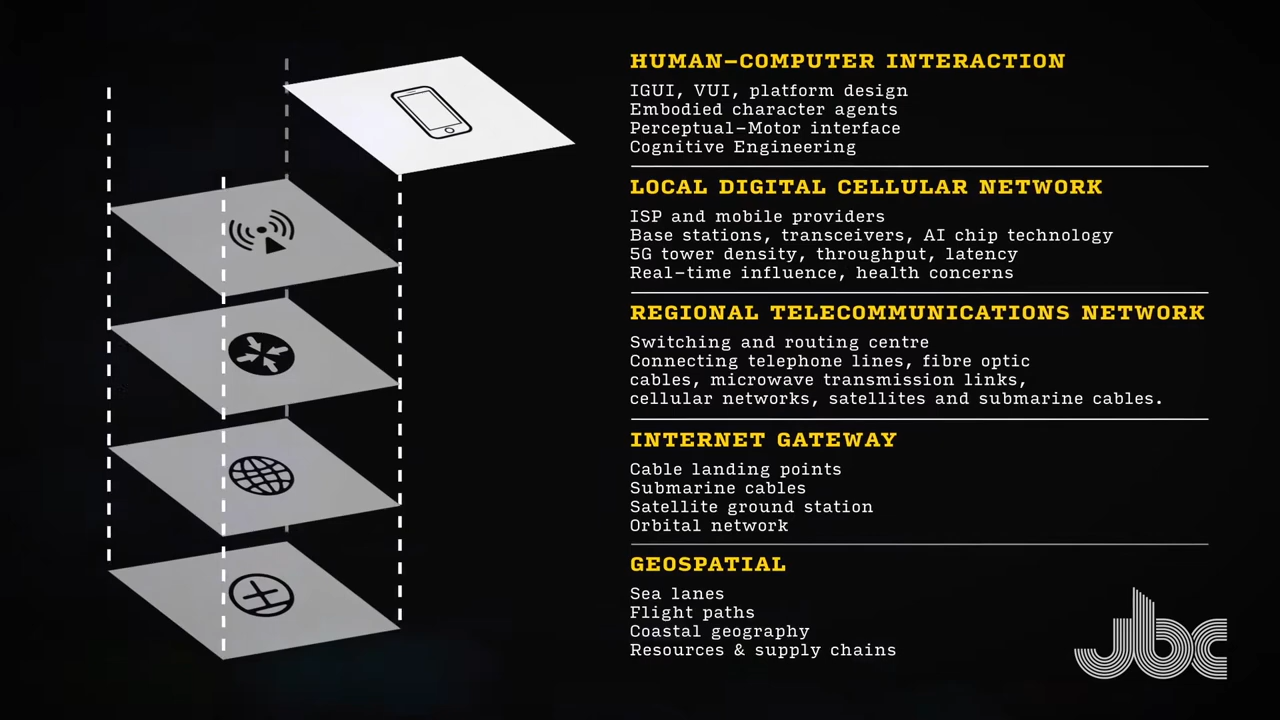 HUMAN-COMPUTER INTERACTION
IGUI, VUI, platform design
Embodied character agents
Perceptual-Motor interface
Cognitive Engineering
LOCAL DIGITAL CELLULAR NETWORK
ISP and mobile providers
Base stations, transceivers, AI chip technology
5G tower density, throughput, latency
Real-time influence, health concerns
REGIONAL TELECOMMUNICATIONS NETWORK
Switching and routing centre
Connecting telephone lines, fibre optic
cables, microwave transmission links,
cellular networks, satellites and submarine cables.
INTERNET GATEWAY
Cable landing points
Submarine cables
Satellite ground station
Orbital network
GEOSPATIAL
Sea lanes
Flight paths
Coastal geography
Resources & supply chains
jbc